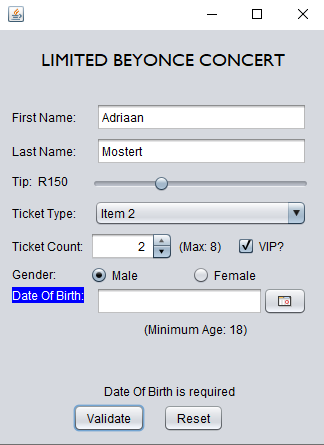 LIMITED BEYONCE CONCERT
First Name: Adriaan
Last Name: Mostert
Tip: R150
Ticket Type: Item 2
Ticket Count: 2 (Max: 8) VIP?
Gender: Male Female
Date Of Birth:
(Minimum Age: 18)
Date Of Birth is required
Validate Reset